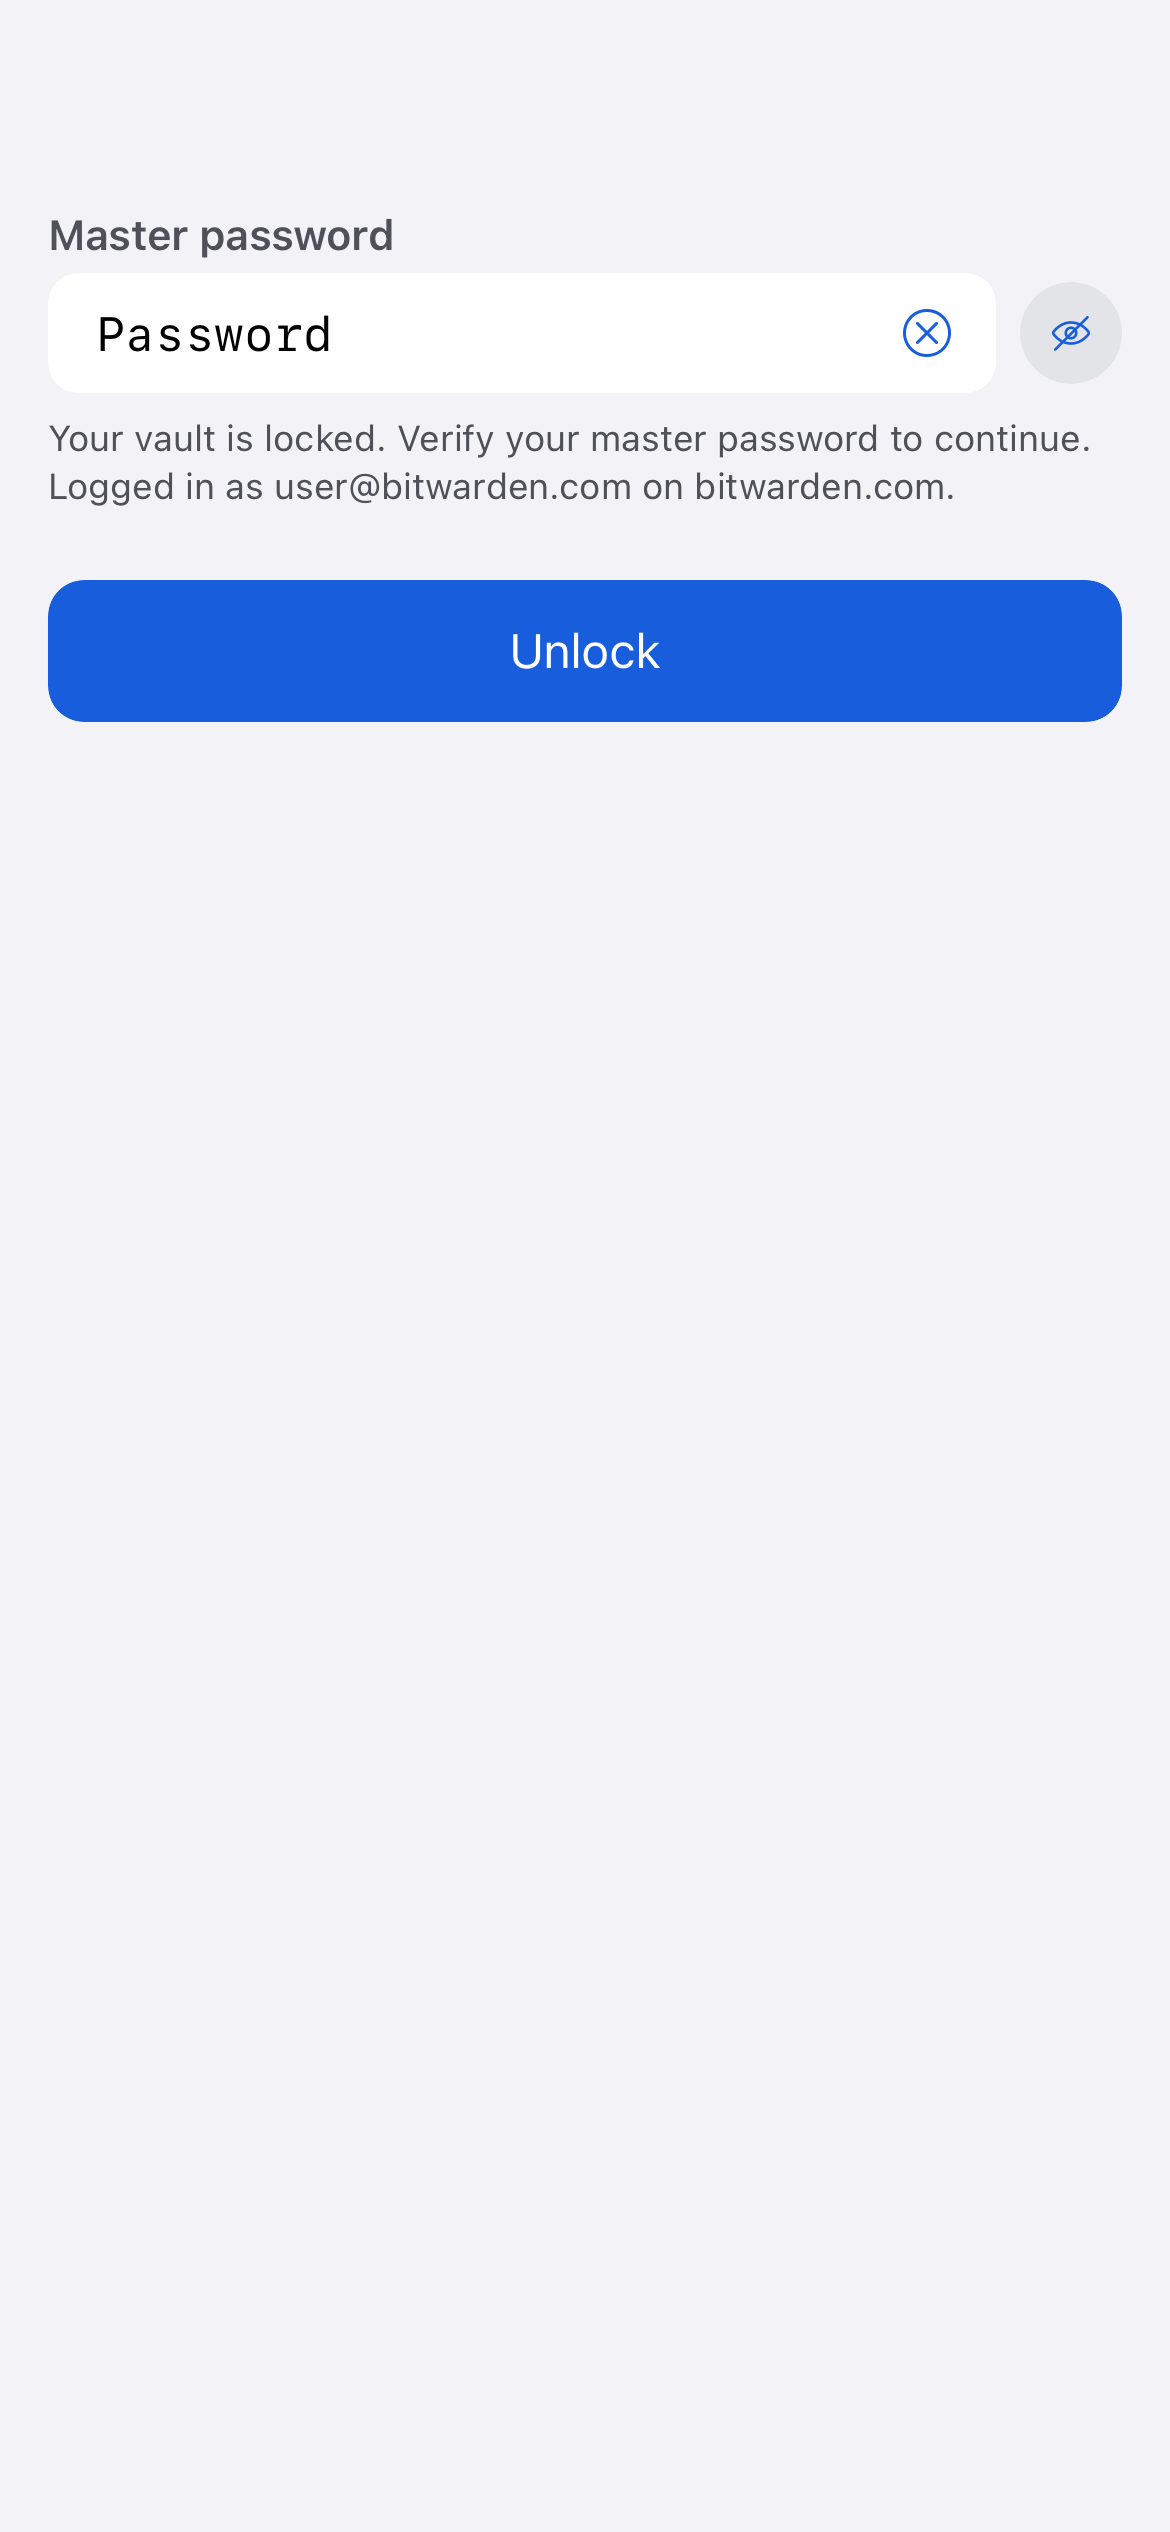 Master password
Password
Your vault is locked. Verify your master password to continue.
Logged in as user@bitwarden.com on bitwarden.com.
Unlock